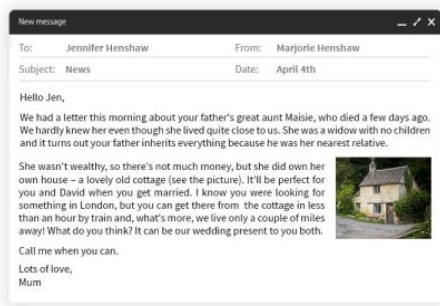 New message
To: Jennifer Henshaw From: Marjorie Henshaw
Subject: News Date: April 4th
Hello Jen,
We had a letter this morning about your father's great aunt Maisie, who died a few days ago.
We hardly knew her even though she lived quite close to us. She was a widow with no children
and it turns out your father inherits everything because he was her nearest relative.
She wasn't wealthy, so there's not much money, but she did own her
own house – a lovely old cottage (see the picture). It'll be perfect for
you and David when you get married. I know you were looking for
something in London, but you can get there from the cottage in less
than an hour by train and, what's more, we live only a couple of miles
away! What do you think? It can be our wedding present to you both.
Call me when you can.
Lots of love,
Mum